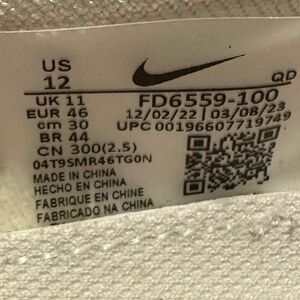 US
12
QD
UK 11
EUR 46
cm 30
BR 44
CN 300(2.5)
FD6559-100
12/02/22 | 03/08/23
UPC 00196607719749
04T9SMR46TG0N
MADE IN CHINA
HECHO EN CHINA
FABRIQUE EN CHINE
FABRICADO NA CHINA